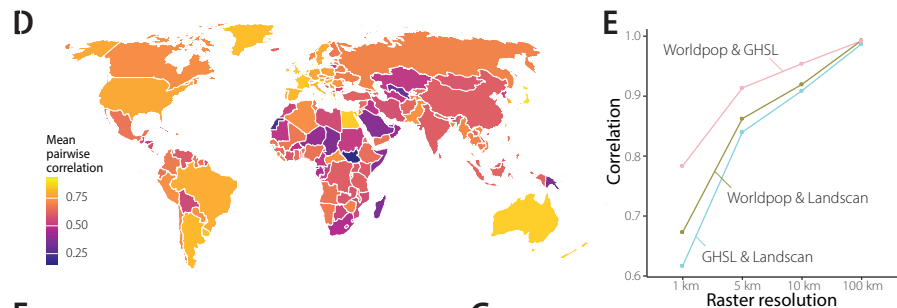 D
Mean
pairwise
correlation
0.75
0.50
0.25
E
1.0
0.9
0.8
0.7
0.6
Correlation
Worldpop & GHSL
Worldpop & Landscan
GHSL & Landscan
1 km
5 km
10 km
100 km
Raster resolution